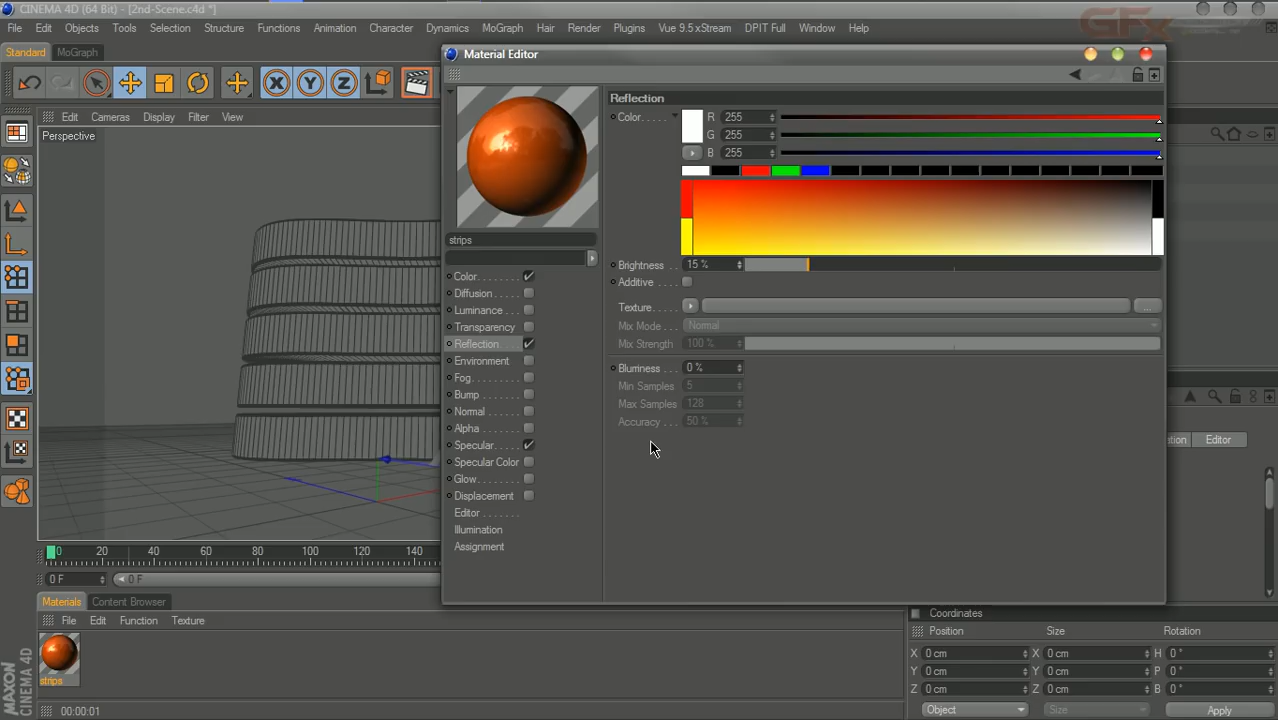 CINEMA 4D (64 Bit) - [2nd-Scene.c4d *]
File Edit Objects Tools Selection Structure Functions Animation Character Dynamics MoGraph Hair Render Plugins Vue 9.5 xStream DPIT Full Window Help
GFx
Standard MoGraph
Material Editor
X Y Z
Edit Cameras Display Filter View
Perspective
Reflection
Color. . . . . R 255
G 255
B 255
strips
Brightness . . 15 %
Additive . . .
Texture. . . . . ...
Mix Mode . . . Normal
Mix Strength 100 %
Blurriness . . . 0 %
Min Samples 5
Max Samples 128
Accuracy . . . 50 %
Color. . . . . . . .
Diffusion . . . . .
Luminance . . .
Transparency
Reflection. . . .
Environment
Fog. . . . . . . . .
Bump . . . . . . .
Normal . . . . . .
Alpha . . . . . . .
Specular. . . . .
Specular Color
Glow. . . . . . . .
Displacement
Editor . . . . . . . .
Illumination
Assignment
ation Editor
0 20 40 60 80 100 120 140
0 F 0 F
Materials Content Browser
File Edit Function Texture
strips
Coordinates
Position Size Rotation
X 0 cm X 0 cm H 0 °
Y 0 cm Y 0 cm P 0 °
Z 0 cm Z 0 cm B 0 °
Object Size Apply
MAXON
CINEMA 4D
00:00:01